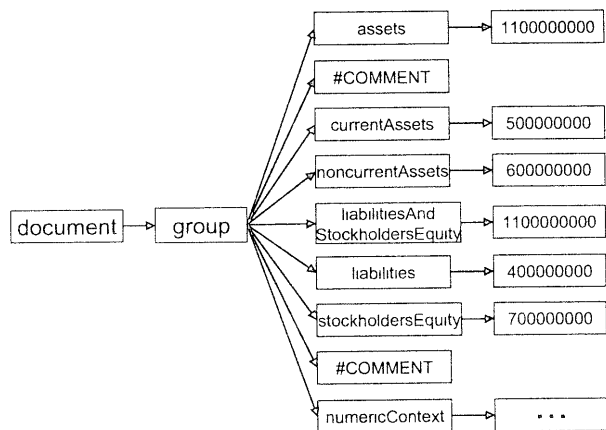 assets
1100000000
#COMMENT
currentAssets
500000000
noncurrentAssets
600000000
document
group
liabilitiesAnd
StockholdersEquity
1100000000
liabilities
400000000
stockholdersEquity
700000000
#COMMENT
numericContext
...